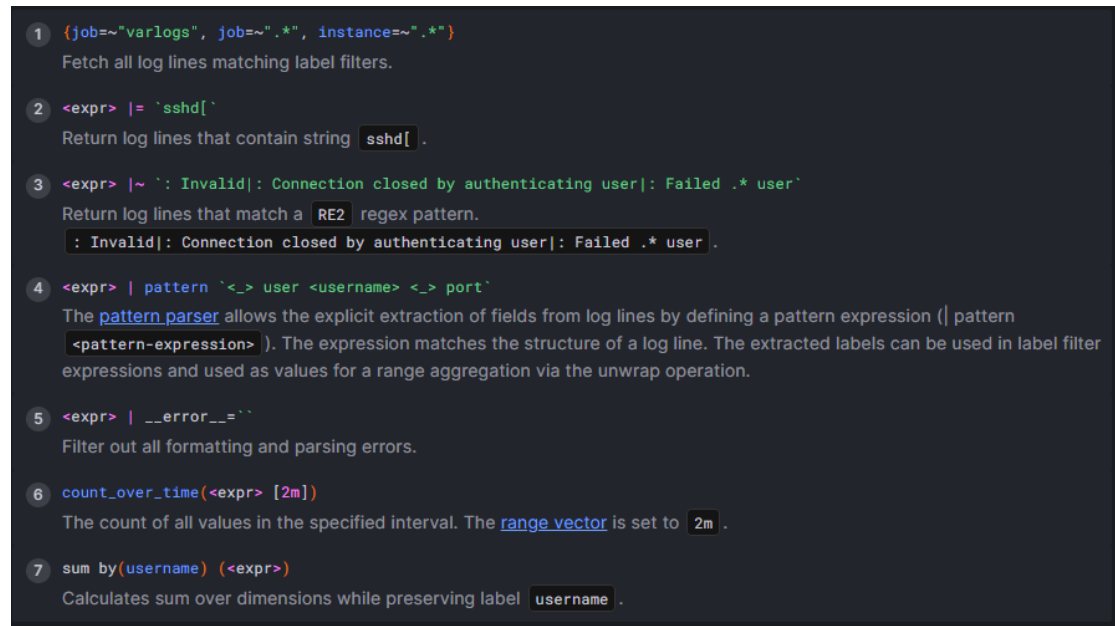 1 {job=~"varlogs", job=~".*", instance=~".*"}
Fetch all log lines matching label filters.
2 <expr> |= `sshd[`
Return log lines that contain string sshd[ .
3 <expr> |~ `: Invalid|: Connection closed by authenticating user|: Failed .* user`
Return log lines that match a RE2 regex pattern.
: Invalid|: Connection closed by authenticating user|: Failed .* user .
4 <expr> | pattern `<_> user <username> <_> port`
The pattern parser allows the explicit extraction of fields from log lines by defining a pattern expression (| pattern
<pattern-expression> ). The expression matches the structure of a log line. The extracted labels can be used in label filter
expressions and used as values for a range aggregation via the unwrap operation.
5 <expr> | __error__=``
Filter out all formatting and parsing errors.
6 count_over_time(<expr> [2m])
The count of all values in the specified interval. The range vector is set to 2m .
7 sum by(username) (<expr>)
Calculates sum over dimensions while preserving label username .